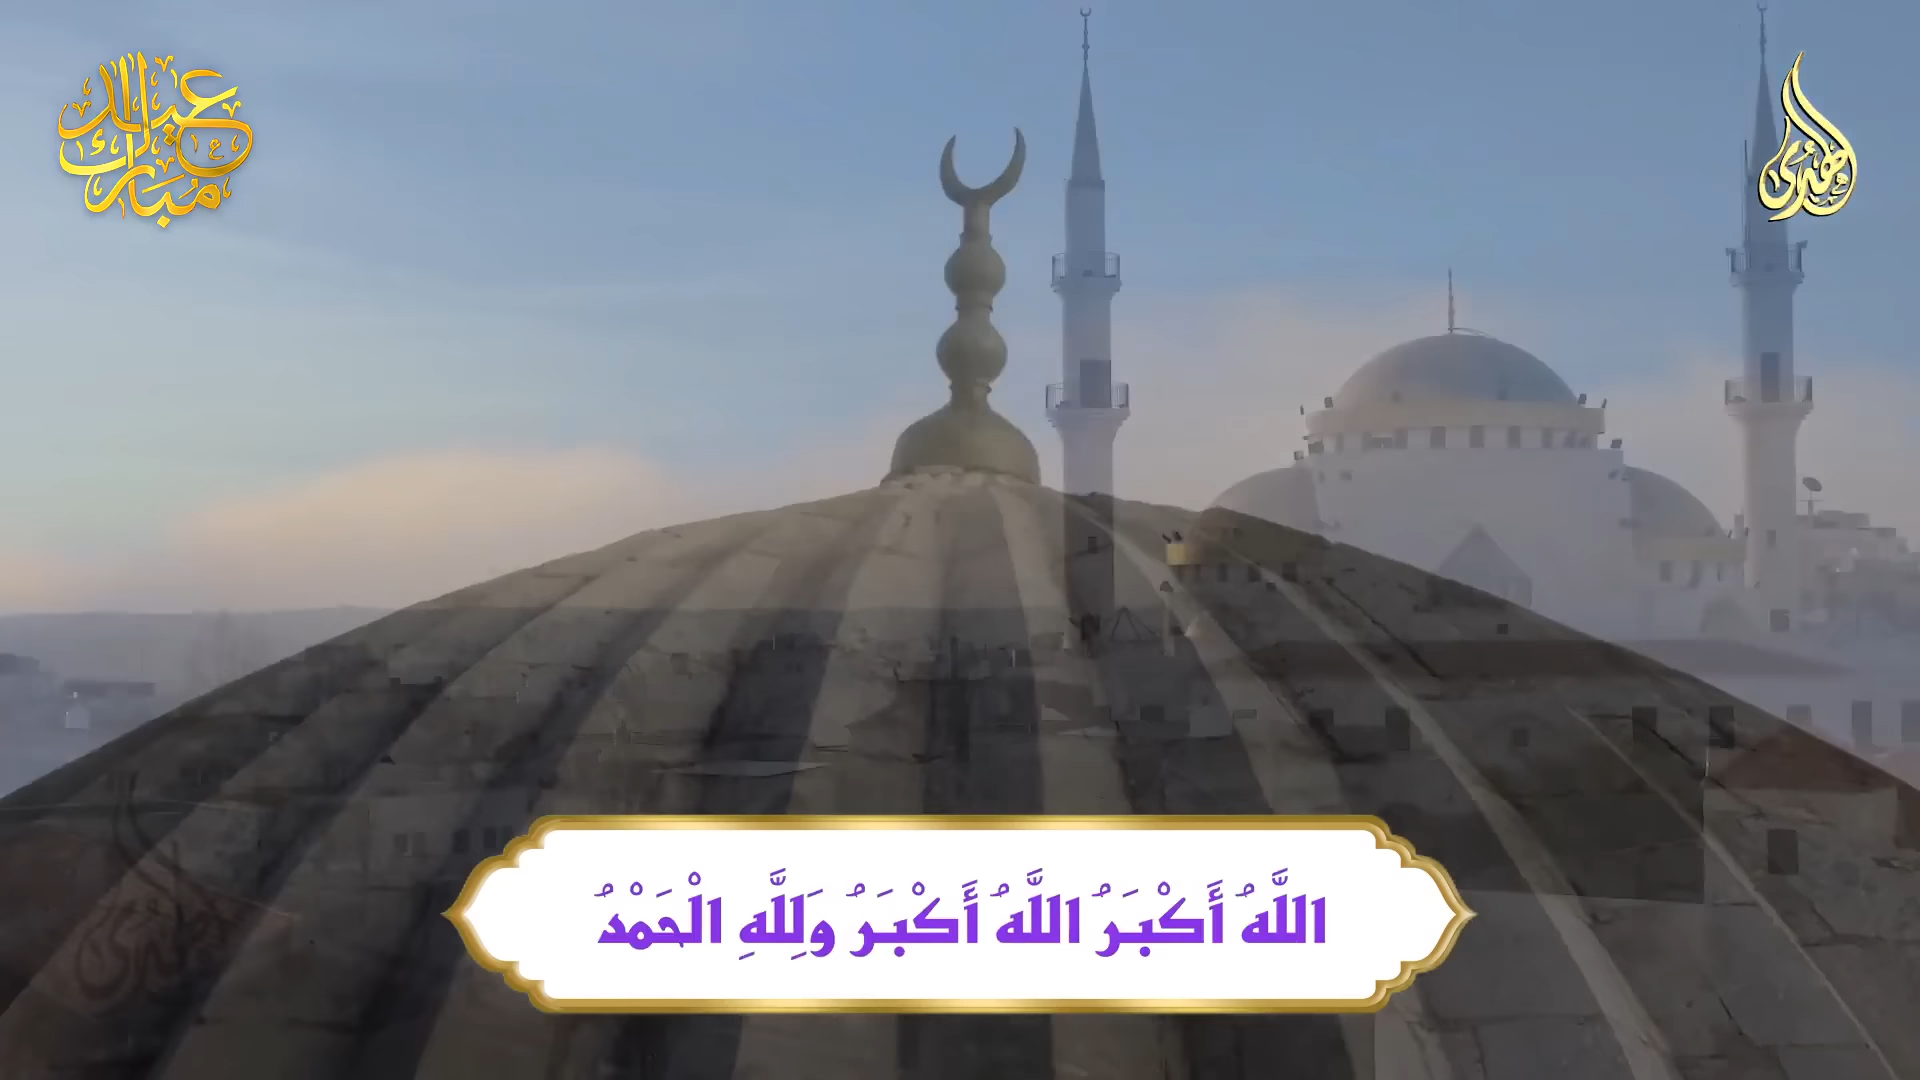 عيد مبارك
اللَّهُ أَكْبَرُ اللَّهُ أَكْبَرُ وَلِلَّهِ الْحَمْدُ